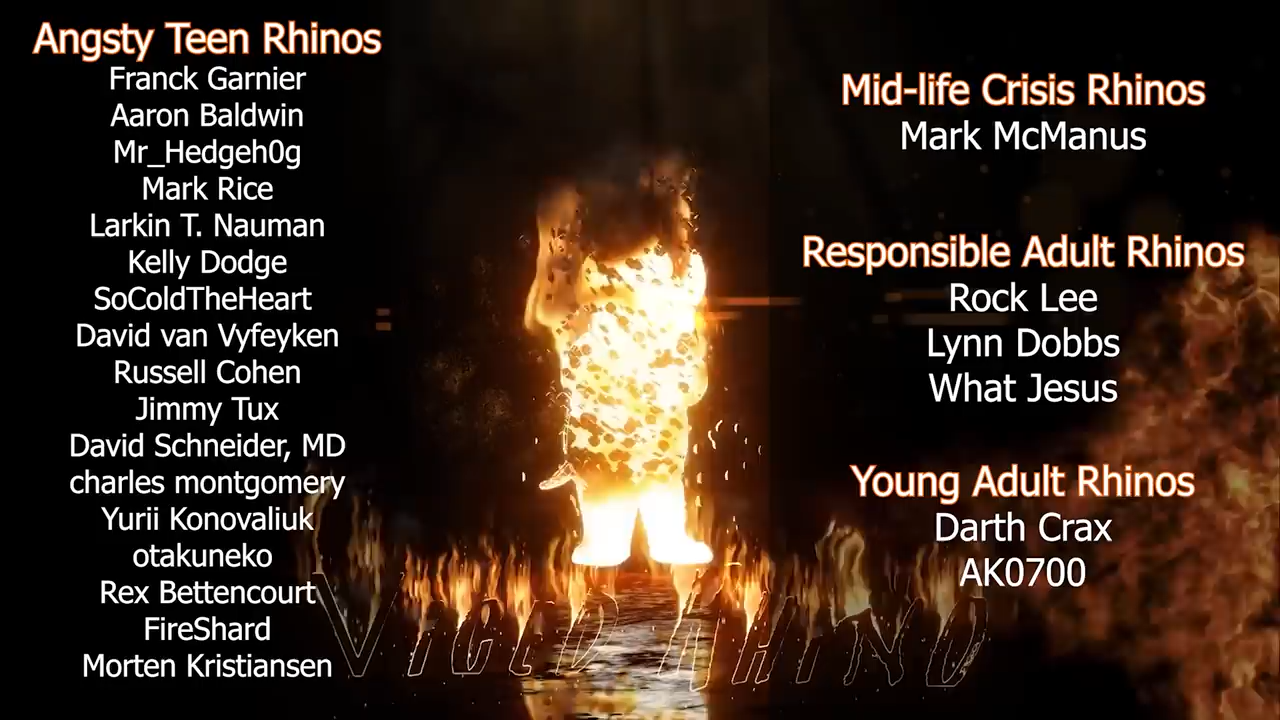 Angsty Teen Rhinos
Franck Garnier
Aaron Baldwin
Mr_Hedgeh0g
Mark Rice
Larkin T. Nauman
Kelly Dodge
SoColdTheHeart
David van Vyfeyken
Russell Cohen
Jimmy Tux
David Schneider, MD
charles montgomery
Yurii Konovaliuk
otakuneko
Rex Bettencourt
FireShard
Morten Kristiansen
Mid-life Crisis Rhinos
Mark McManus
Responsible Adult Rhinos
Rock Lee
Lynn Dobbs
What Jesus
Young Adult Rhinos
Darth Crax
AK0700